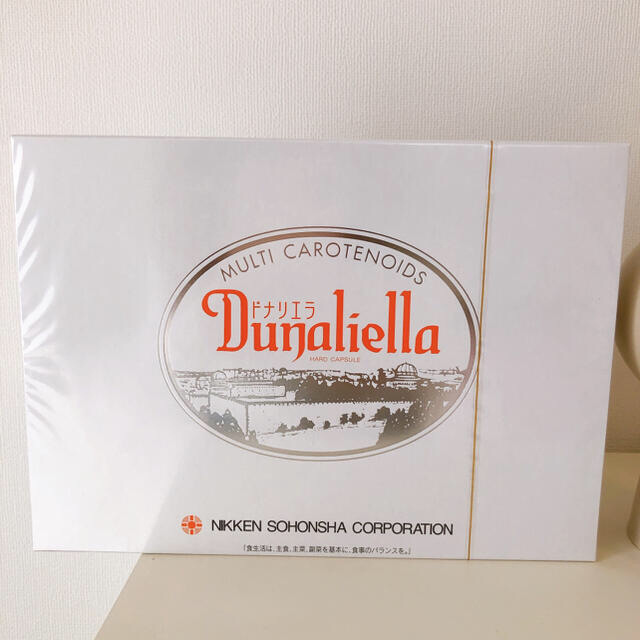 MULTI CAROTENOIDS
ドナリエラ
Dunaliella
HARD CAPSULE
NIKKEN SOHONSHA CORPORATION
「食生活は、主食、主菜、副菜を基本に、食事のバランスを。」